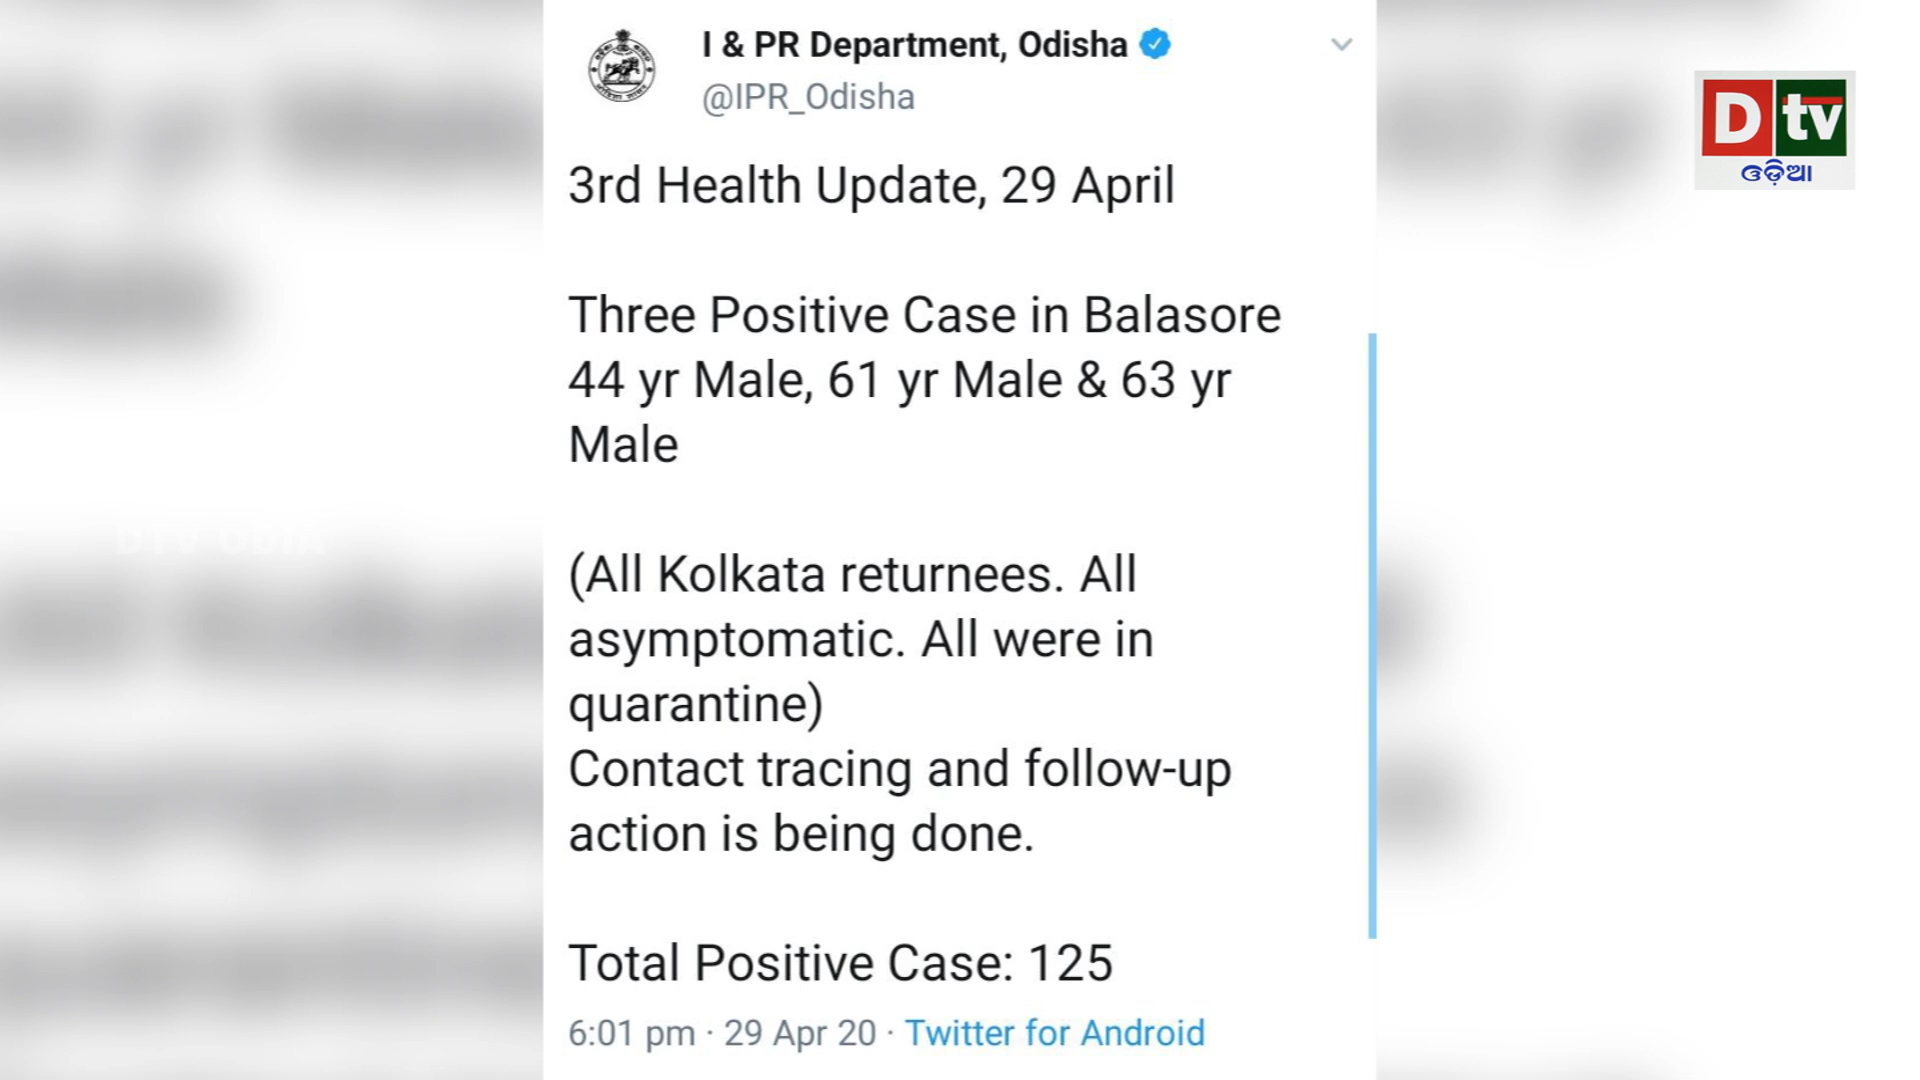 I & PR Department, Odisha
@IPR_Odisha
D tv
ଓଡ଼ିଆ
3rd Health Update, 29 April
Three Positive Case in Balasore
44 yr Male, 61 yr Male & 63 yr
Male
(All Kolkata returnees. All
asymptomatic. All were in
quarantine)
Contact tracing and follow-up
action is being done.
Total Positive Case: 125
6:01 pm · 29 Apr 20 · Twitter for Android